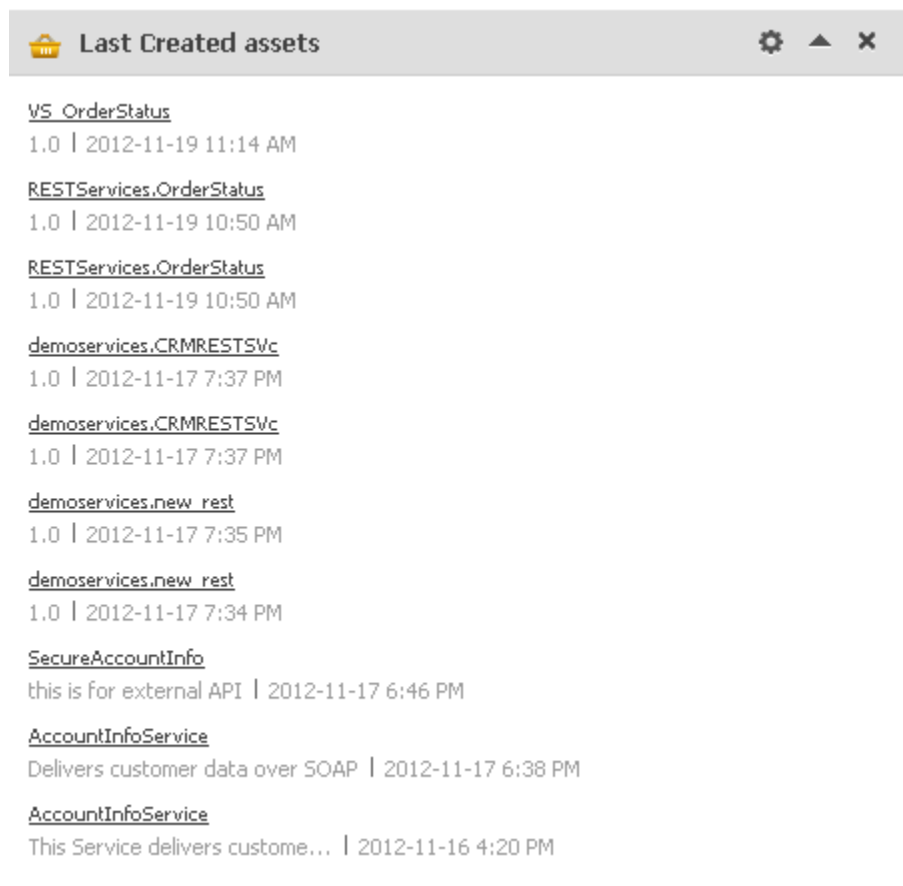 Last Created assets
VS_OrderStatus
1.0 | 2012-11-19 11:14 AM
RESTServices.OrderStatus
1.0 | 2012-11-19 10:50 AM
RESTServices.OrderStatus
1.0 | 2012-11-19 10:50 AM
demoservices.CRMRESTSVc
1.0 | 2012-11-17 7:37 PM
demoservices.CRMRESTSVc
1.0 | 2012-11-17 7:37 PM
demoservices.new_rest
1.0 | 2012-11-17 7:35 PM
demoservices.new_rest
1.0 | 2012-11-17 7:34 PM
SecureAccountInfo
this is for external API | 2012-11-17 6:46 PM
AccountInfoService
Delivers customer data over SOAP | 2012-11-17 6:38 PM
AccountInfoService
This Service delivers custome... | 2012-11-16 4:20 PM